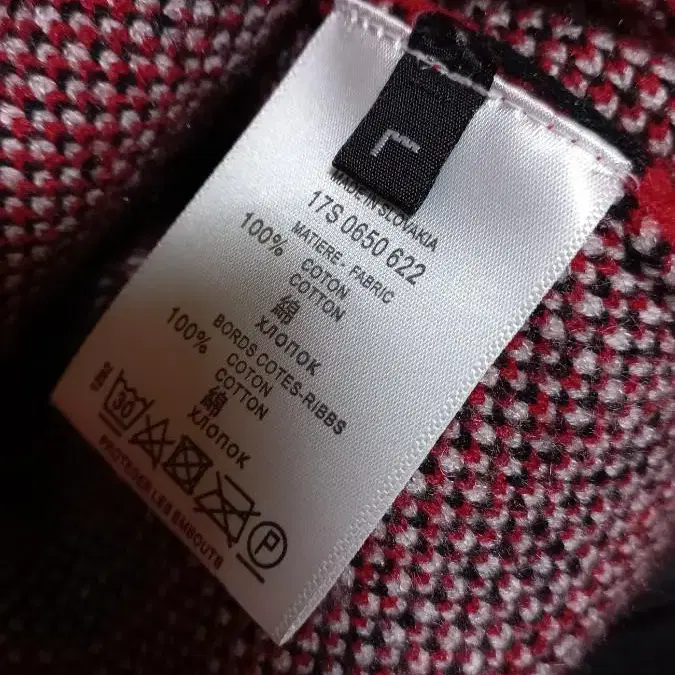 L
MADE IN SLOVAKIA
17S 0650 622
MATIERE - FABRIC
100% COTON
COTTON
綿
ХЛОПОК
BORDS COTES-RIBBS
100% COTON
COTTON
綿
ХЛОПОК
30 P
PROTEGER LES EMBOUTS